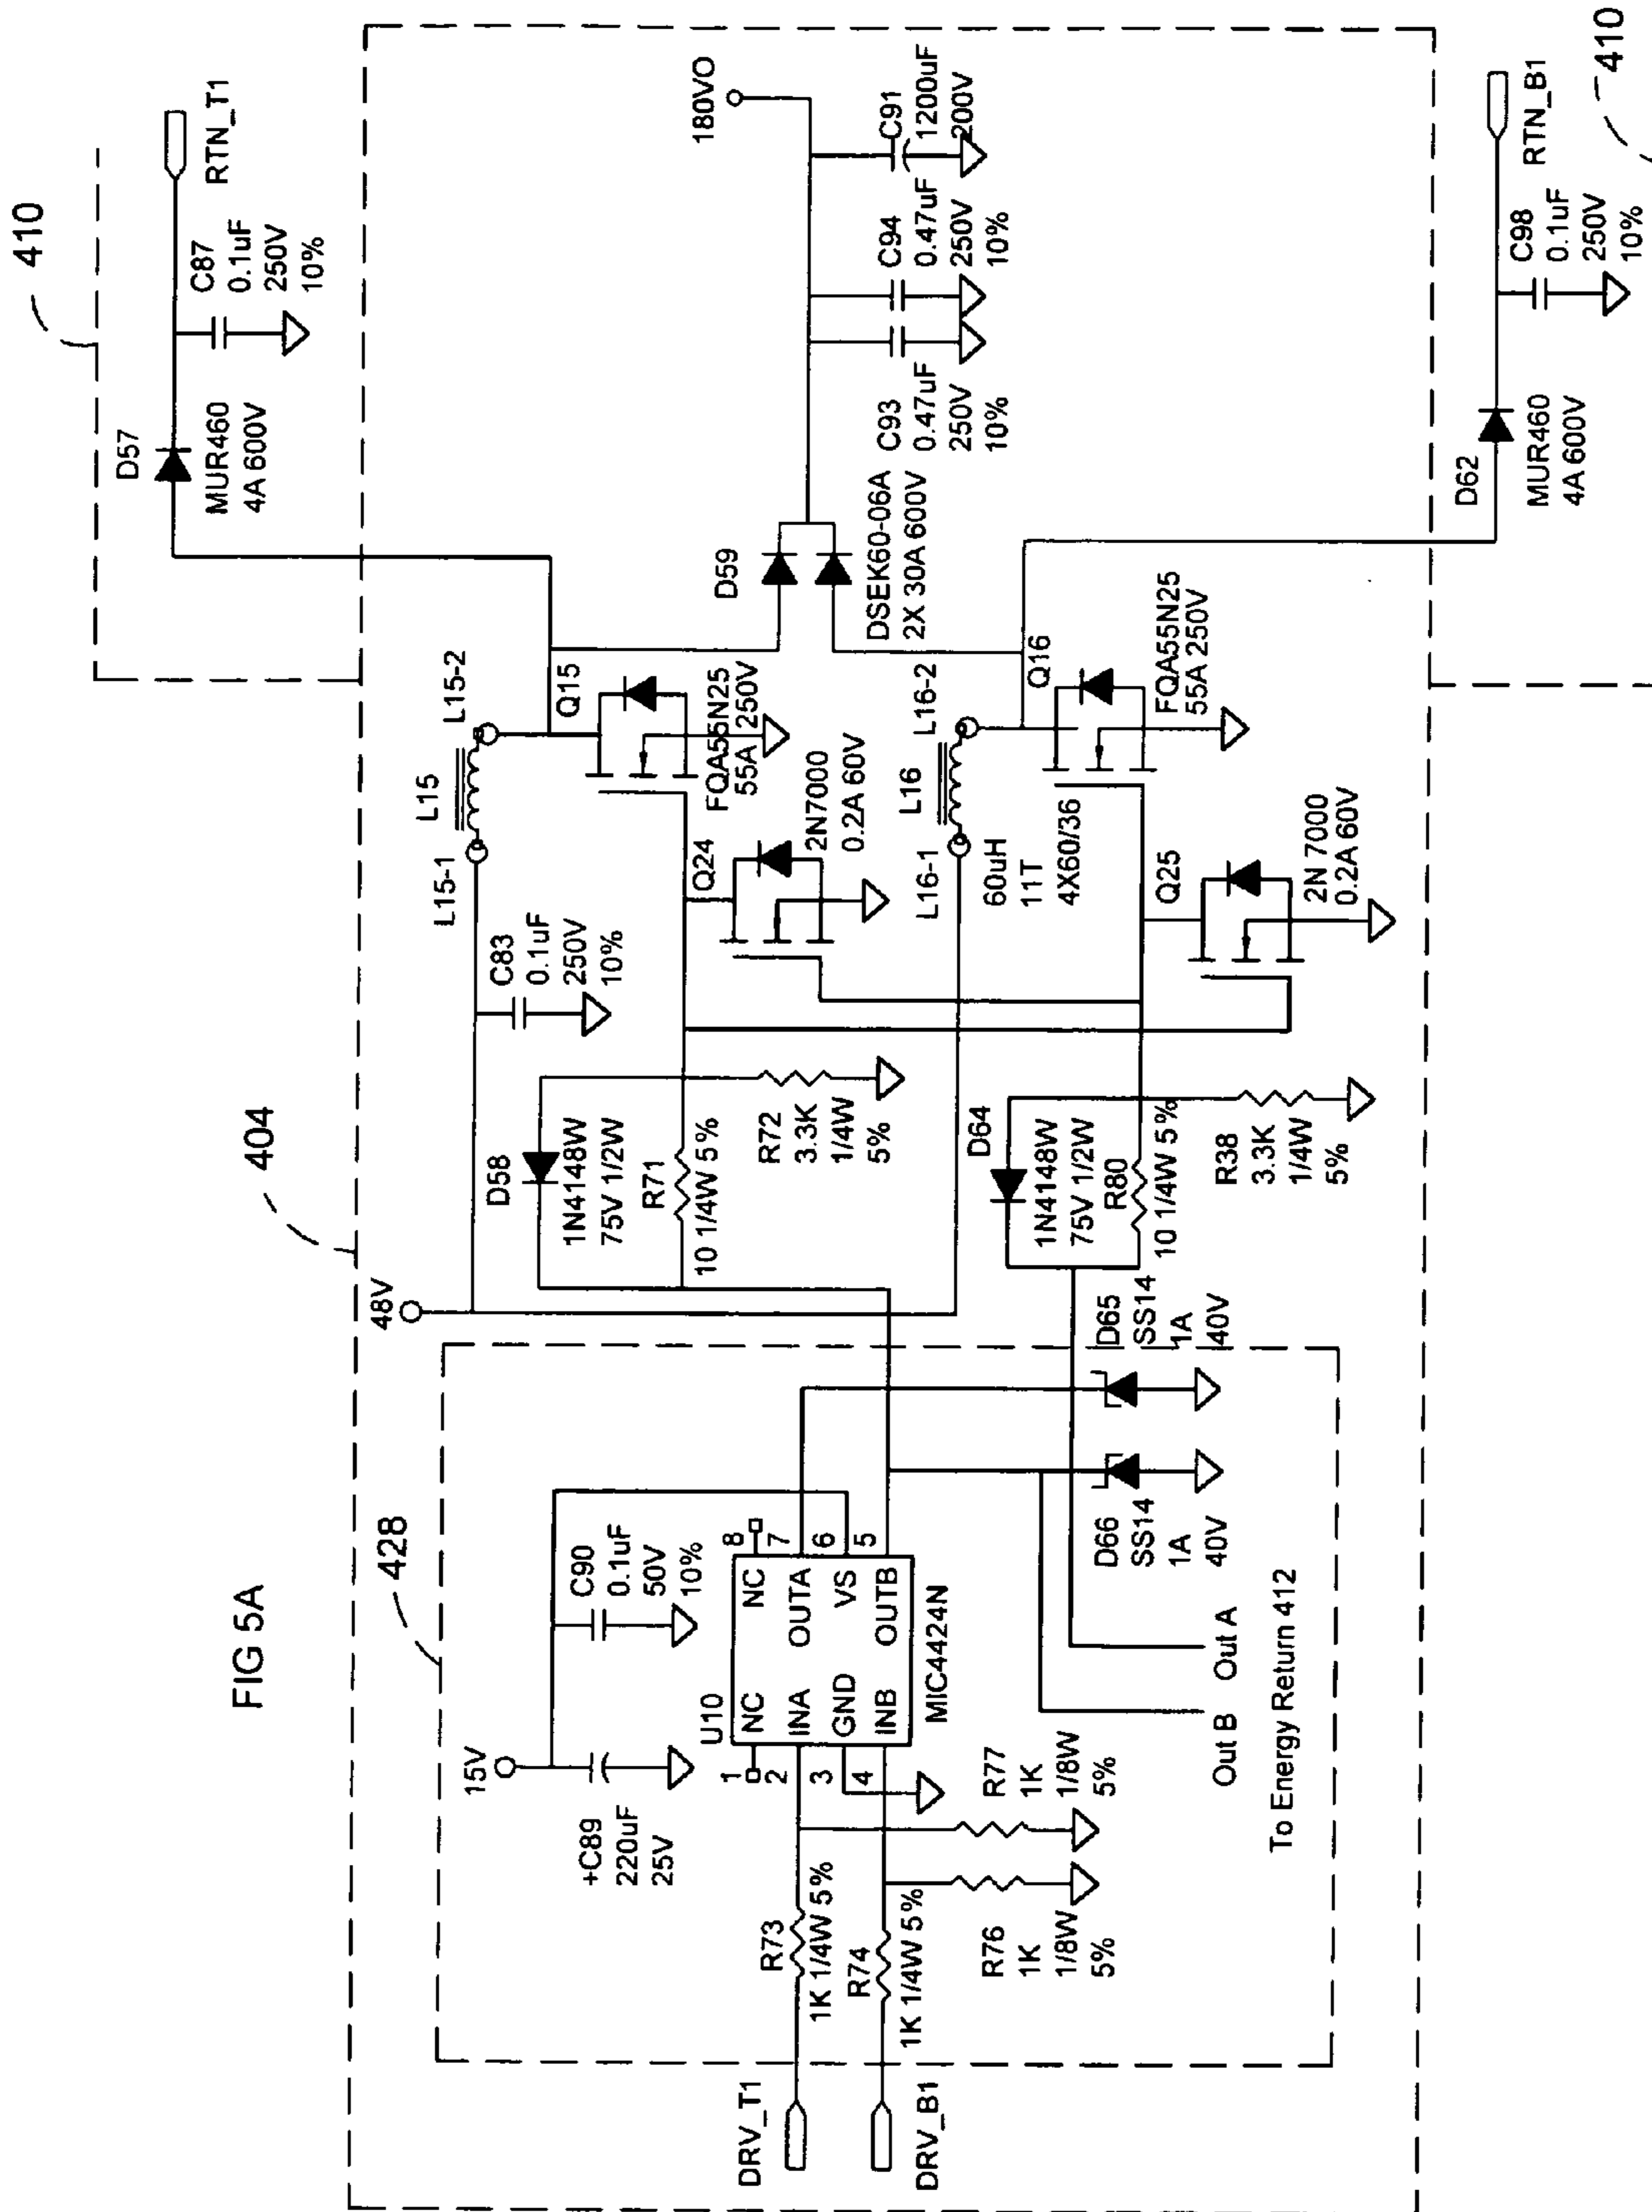 FIG 5A
410
D57
MUR460
4A 600V
C87
0.1uF
250V
10%
RTN_T1
404
428
48V
L15-1
L15
L15-2
C83
0.1uF
250V
10%
Q15
FQA55N25
55A 250V
D59
DSEK60-06A
2X 30A 600V
180VO
C93
0.47uF
250V
10%
C94
0.47uF
250V
10%
C91
1200uF
200V
D58
1N4148W
75V 1/2W
R71
10 1/4W 5%
R72
3.3K
1/4W
5%
Q24
2N7000
0.2A 60V
15V
+C89
220uF
25V
C90
0.1uF
50V
10%
U10
1
2
3
4
NC
INA
GND
INB
NC
OUTA
VS
OUTB
8
7
6
5
MIC4424N
DRV_T1
R73
1K 1/4W 5%
DRV_B1
R74
1K 1/4W 5%
R76
1K
1/8W
5%
R77
1K
1/8W
5%
D66
SS14
1A
40V
D65
SS14
1A
40V
Out B
Out A
To Energy Return 412
L16-1
L16
L16-2
60uH
11T
4X60/36
Q16
FQA55N25
55A 250V
D64
1N4148W
75V 1/2W
R80
10 1/4W 5%
R38
3.3K
1/4W
5%
Q25
2N 7000
0.2A 60V
D62
MUR460
4A 600V
C98
0.1uF
250V
10%
RTN_B1
410